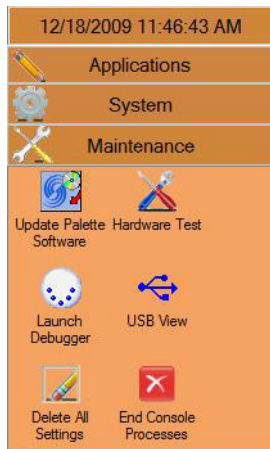 12/18/2009 11:46:43 AM
Applications
System
Maintenance
Update Palette Software
Hardware Test
Launch Debugger
USB View
Delete All Settings
End Console Processes